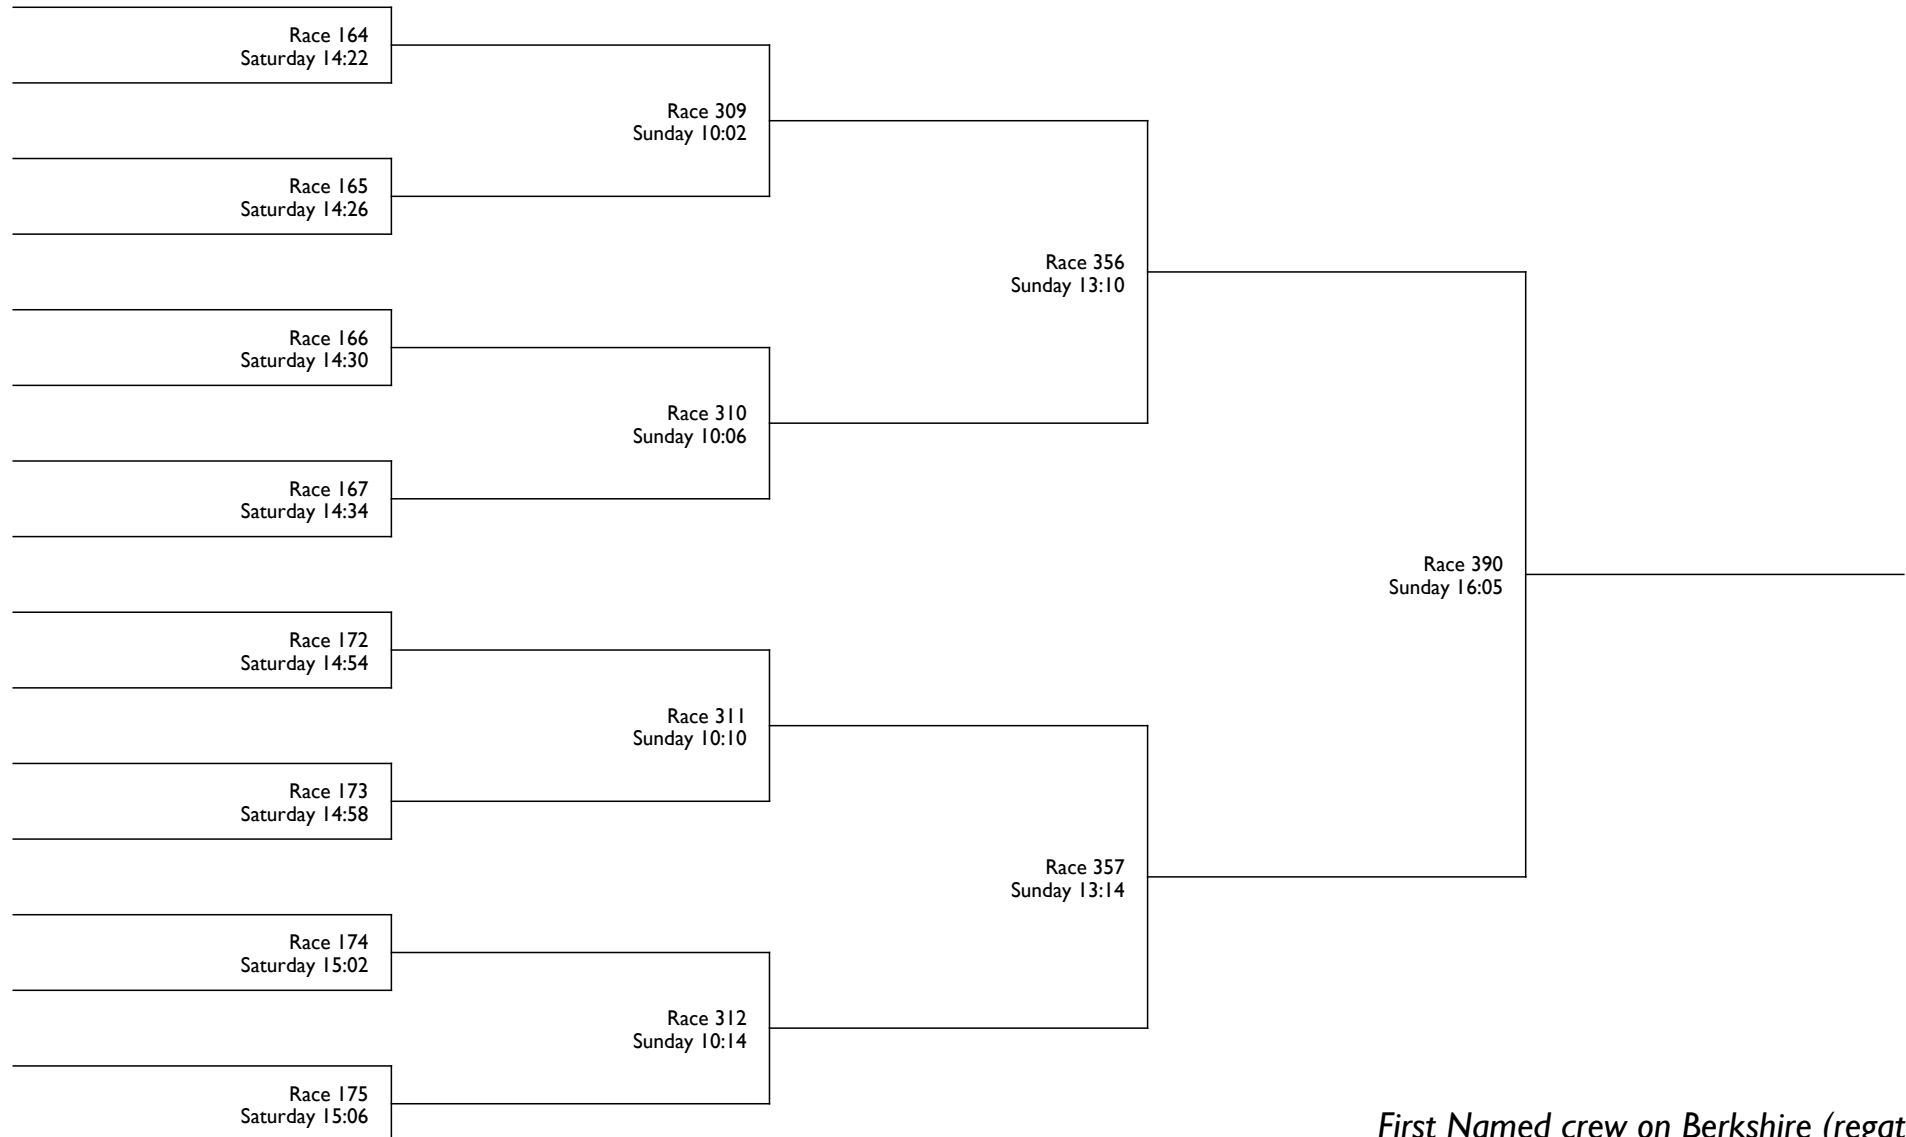 Race 164
Saturday 14:22
Race 309
Sunday 10:02
Race 165
Saturday 14:26
Race 356
Sunday 13:10
Race 166
Saturday 14:30
Race 310
Sunday 10:06
Race 167
Saturday 14:34
Race 390
Sunday 16:05
Race 172
Saturday 14:54
Race 311
Sunday 10:10
Race 173
Saturday 14:58
Race 357
Sunday 13:14
Race 174
Saturday 15:02
Race 312
Sunday 10:14
Race 175
Saturday 15:06
First Named crew on Berkshire (regat